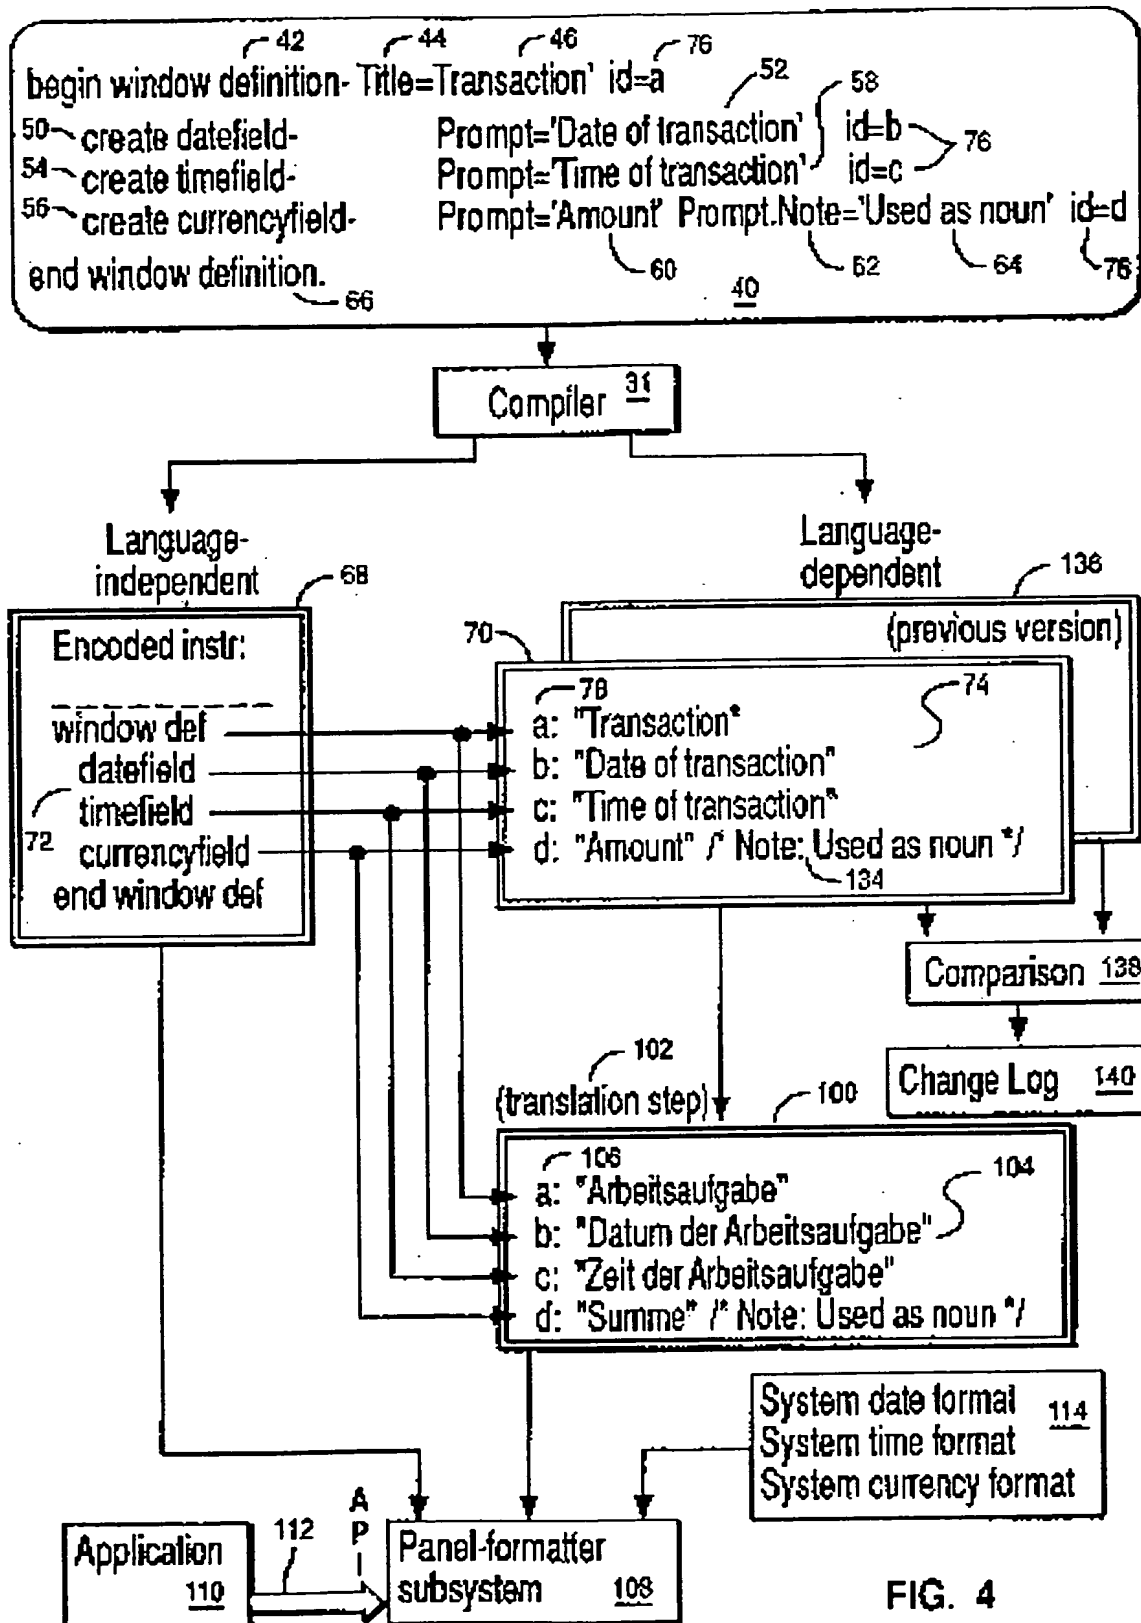 42 44 46 76
begin window definition- Title=Transaction' id=a
52 58
50 create datefield- Prompt='Date of transaction' id=b
76
54 create timefield- Prompt='Time of transaction' id=c
56 create currencyfield- Prompt='Amount' Prompt.Note='Used as noun' id=d
60 62 64 76
end window definition.
66 40
Compiler 31
Language-
independent
Language-
dependent
68 136
(previous version)
70
Encoded instr:
window def
datefield
72 timefield
currencyfield
end window def
78 74
a: "Transaction"
b: "Date of transaction"
c: "Time of transaction"
d: "Amount" /* Note: Used as noun */
134
Comparison 138
Change Log 140
102
(translation step)
100
106 104
a: "Arbeitsaufgabe"
b: "Datum der Arbeitsaufgabe"
c: "Zeit der Arbeitsaufgabe"
d: "Summe" /* Note: Used as noun */
System date format 114
System time format
System currency format
Application
110
112
API
Panel-formatter
subsystem 108
FIG. 4